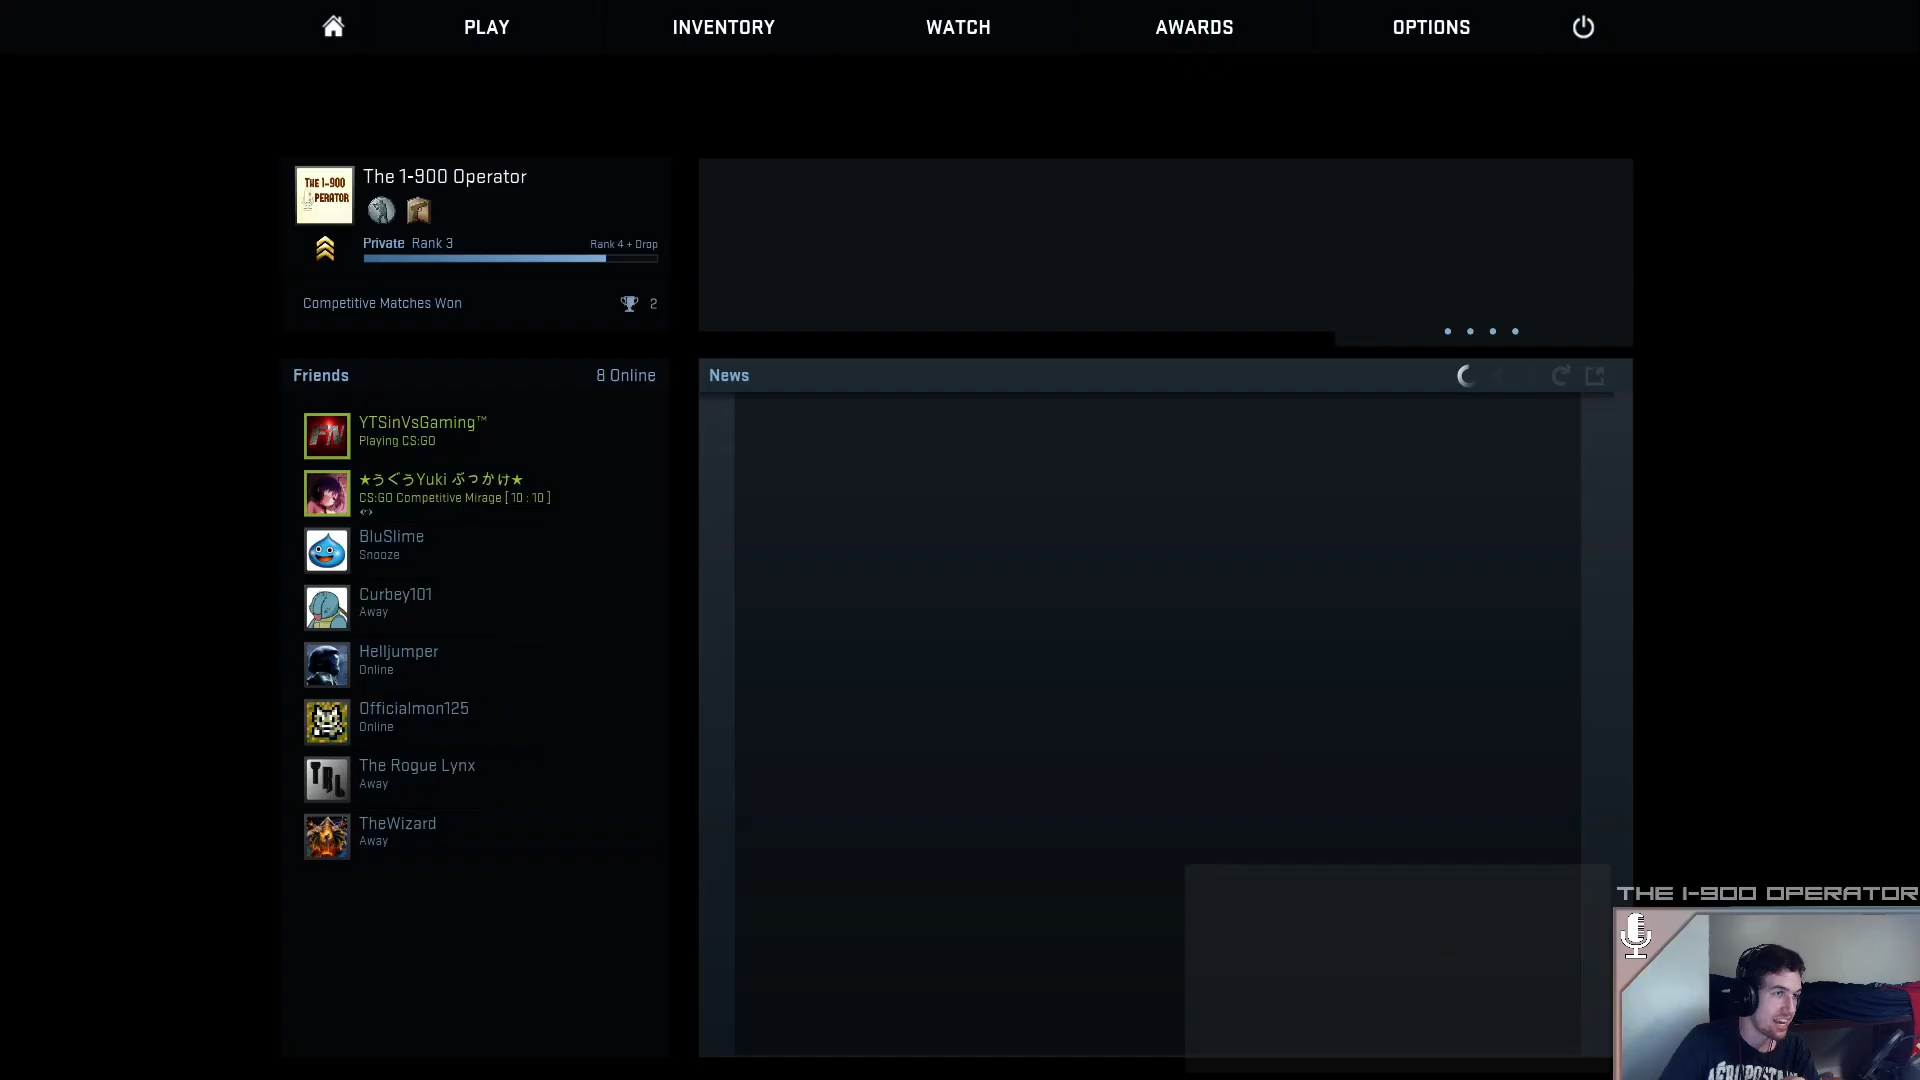 PLAY
INVENTORY
WATCH
AWARDS
OPTIONS
THE 1-900
OPERATOR
The 1-900 Operator
Private Rank 3
Rank 4 + Drop
Competitive Matches Won
2
Friends
8 Online
YTSinVsGaming™
Playing CS:GO
★うぐうYuki ぶっかけ★
CS:GO Competitive Mirage [ 10 : 10 ]
BluSlime
Snooze
Curbey101
Away
Helljumper
Online
Officialmon125
Online
TRL
The Rogue Lynx
Away
TheWizard
Away
News
THE 1-900 OPERATOR
AÉROPOSTA